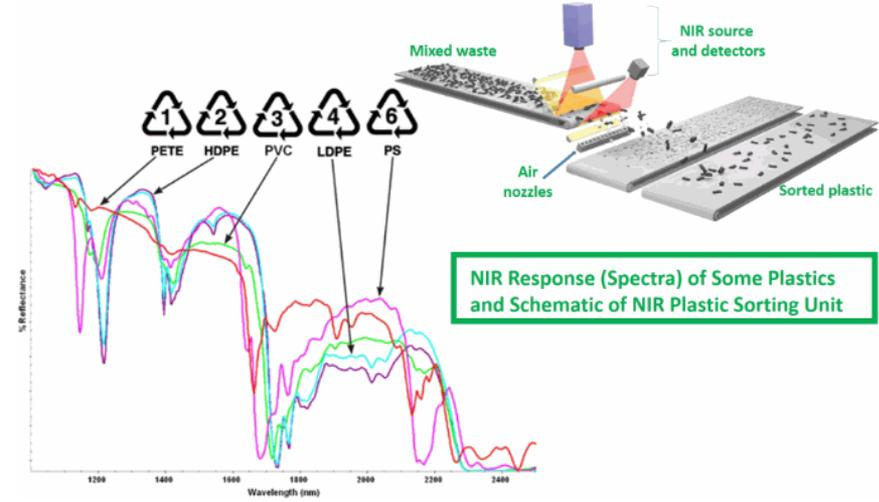 Mixed waste
NIR source
and detectors
1
2
3
4
6
PETE
HDPE
PVC
LDPE
PS
Air
nozzles
Sorted plastic
NIR Response (Spectra) of Some Plastics
and Schematic of NIR Plastic Sorting Unit
% Reflectance
1200
1400
1600
1800
2000
2200
2400
Wavelength (nm)